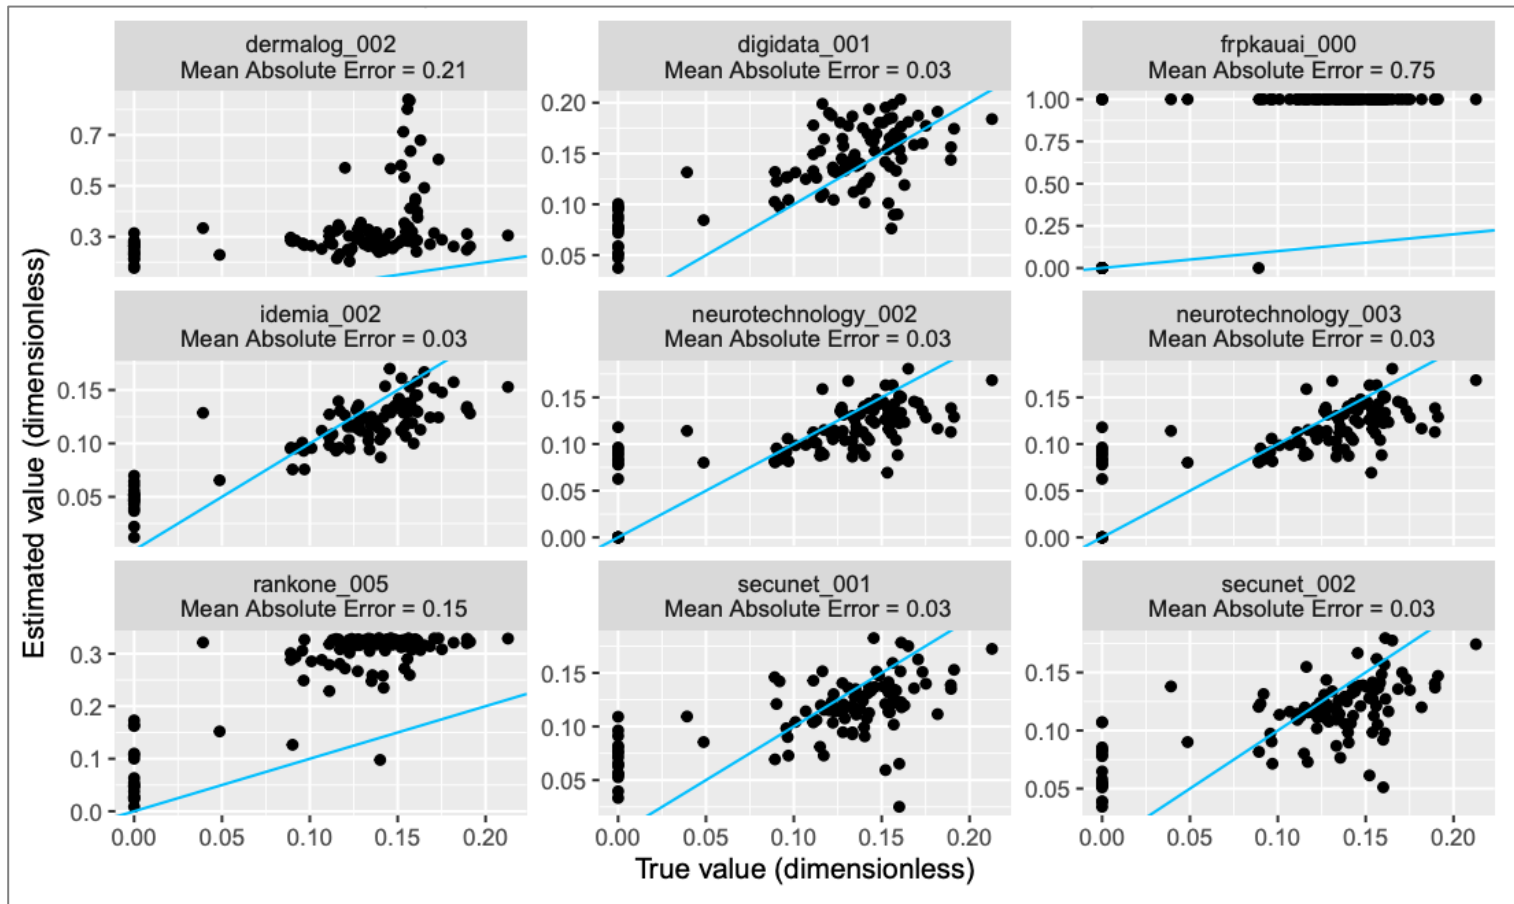 dermalog_002
Mean Absolute Error = 0.21
digidata_001
Mean Absolute Error = 0.03
frpkauai_000
Mean Absolute Error = 0.75
0.7
0.5
0.3
0.20
0.15
0.10
0.05
1.00
0.75
0.50
0.25
0.00
idemia_002
Mean Absolute Error = 0.03
neurotechnology_002
Mean Absolute Error = 0.03
neurotechnology_003
Mean Absolute Error = 0.03
0.15
0.10
0.05
0.15
0.10
0.05
0.00
0.15
0.10
0.05
0.00
rankone_005
Mean Absolute Error = 0.15
secunet_001
Mean Absolute Error = 0.03
secunet_002
Mean Absolute Error = 0.03
0.3
0.2
0.1
0.0
0.15
0.10
0.05
0.15
0.10
0.05
0.00 0.05 0.10 0.15 0.20
0.00 0.05 0.10 0.15 0.20
0.00 0.05 0.10 0.15 0.20
Estimated value (dimensionless)
True value (dimensionless)